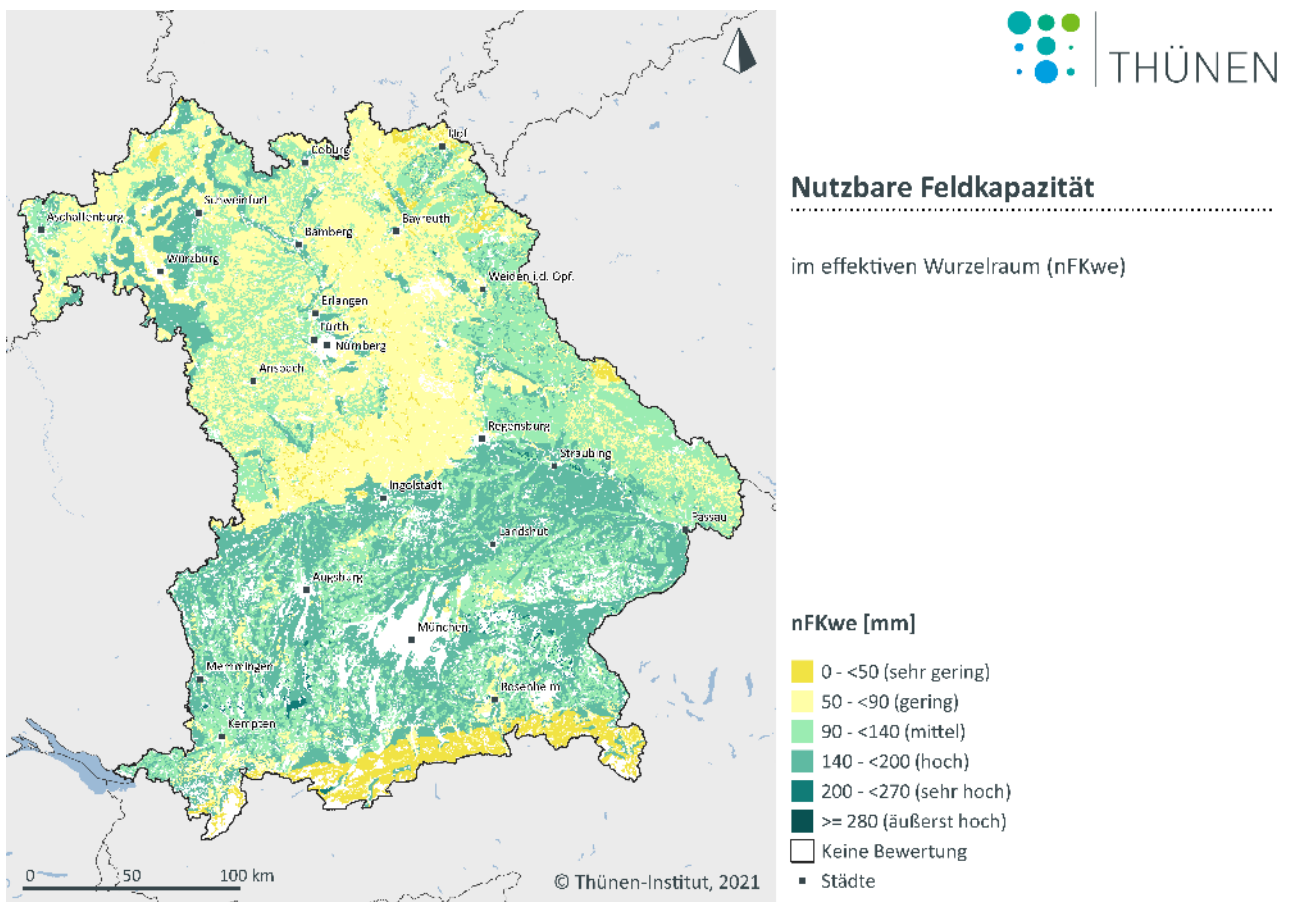 THÜNEN
Nutzbare Feldkapazität
im effektiven Wurzelraum (nFKwe)
Hof
Coburg
Schweinfurt
Aschaffenburg
Bayreuth
Bamberg
Würzburg
Weiden i.d. Opf.
Erlangen
Fürth
Nürnberg
Ansbach
Regensburg
Straubing
Ingolstadt
Passau
Landshut
Augsburg
München
Memmingen
Rosenheim
Kempten
nFKwe [mm]
0 - <50 (sehr gering)
50 - <90 (gering)
90 - <140 (mittel)
140 - <200 (hoch)
200 - <270 (sehr hoch)
>= 280 (äußerst hoch)
Keine Bewertung
Städte
0 50 100 km
© Thünen-Institut, 2021